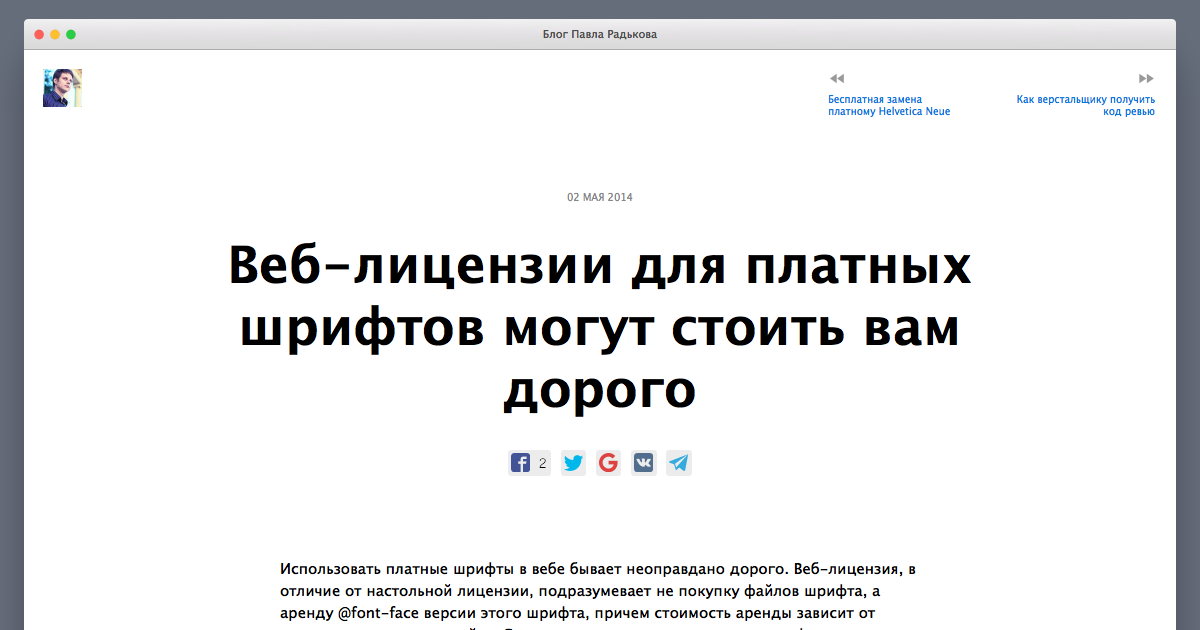 Блог Павла Радькова
Бесплатная замена
платному Helvetica Neue
Как верстальщику получить
код ревью
02 МАЯ 2014
Веб-лицензии для платных
шрифтов могут стоить вам
дорого
2
Использовать платные шрифты в вебе бывает неоправдано дорого. Веб-лицензия, в
отличие от настольной лицензии, подразумевает не покупку файлов шрифта, а
аренду @font-face версии этого шрифта, причем стоимость аренды зависит от